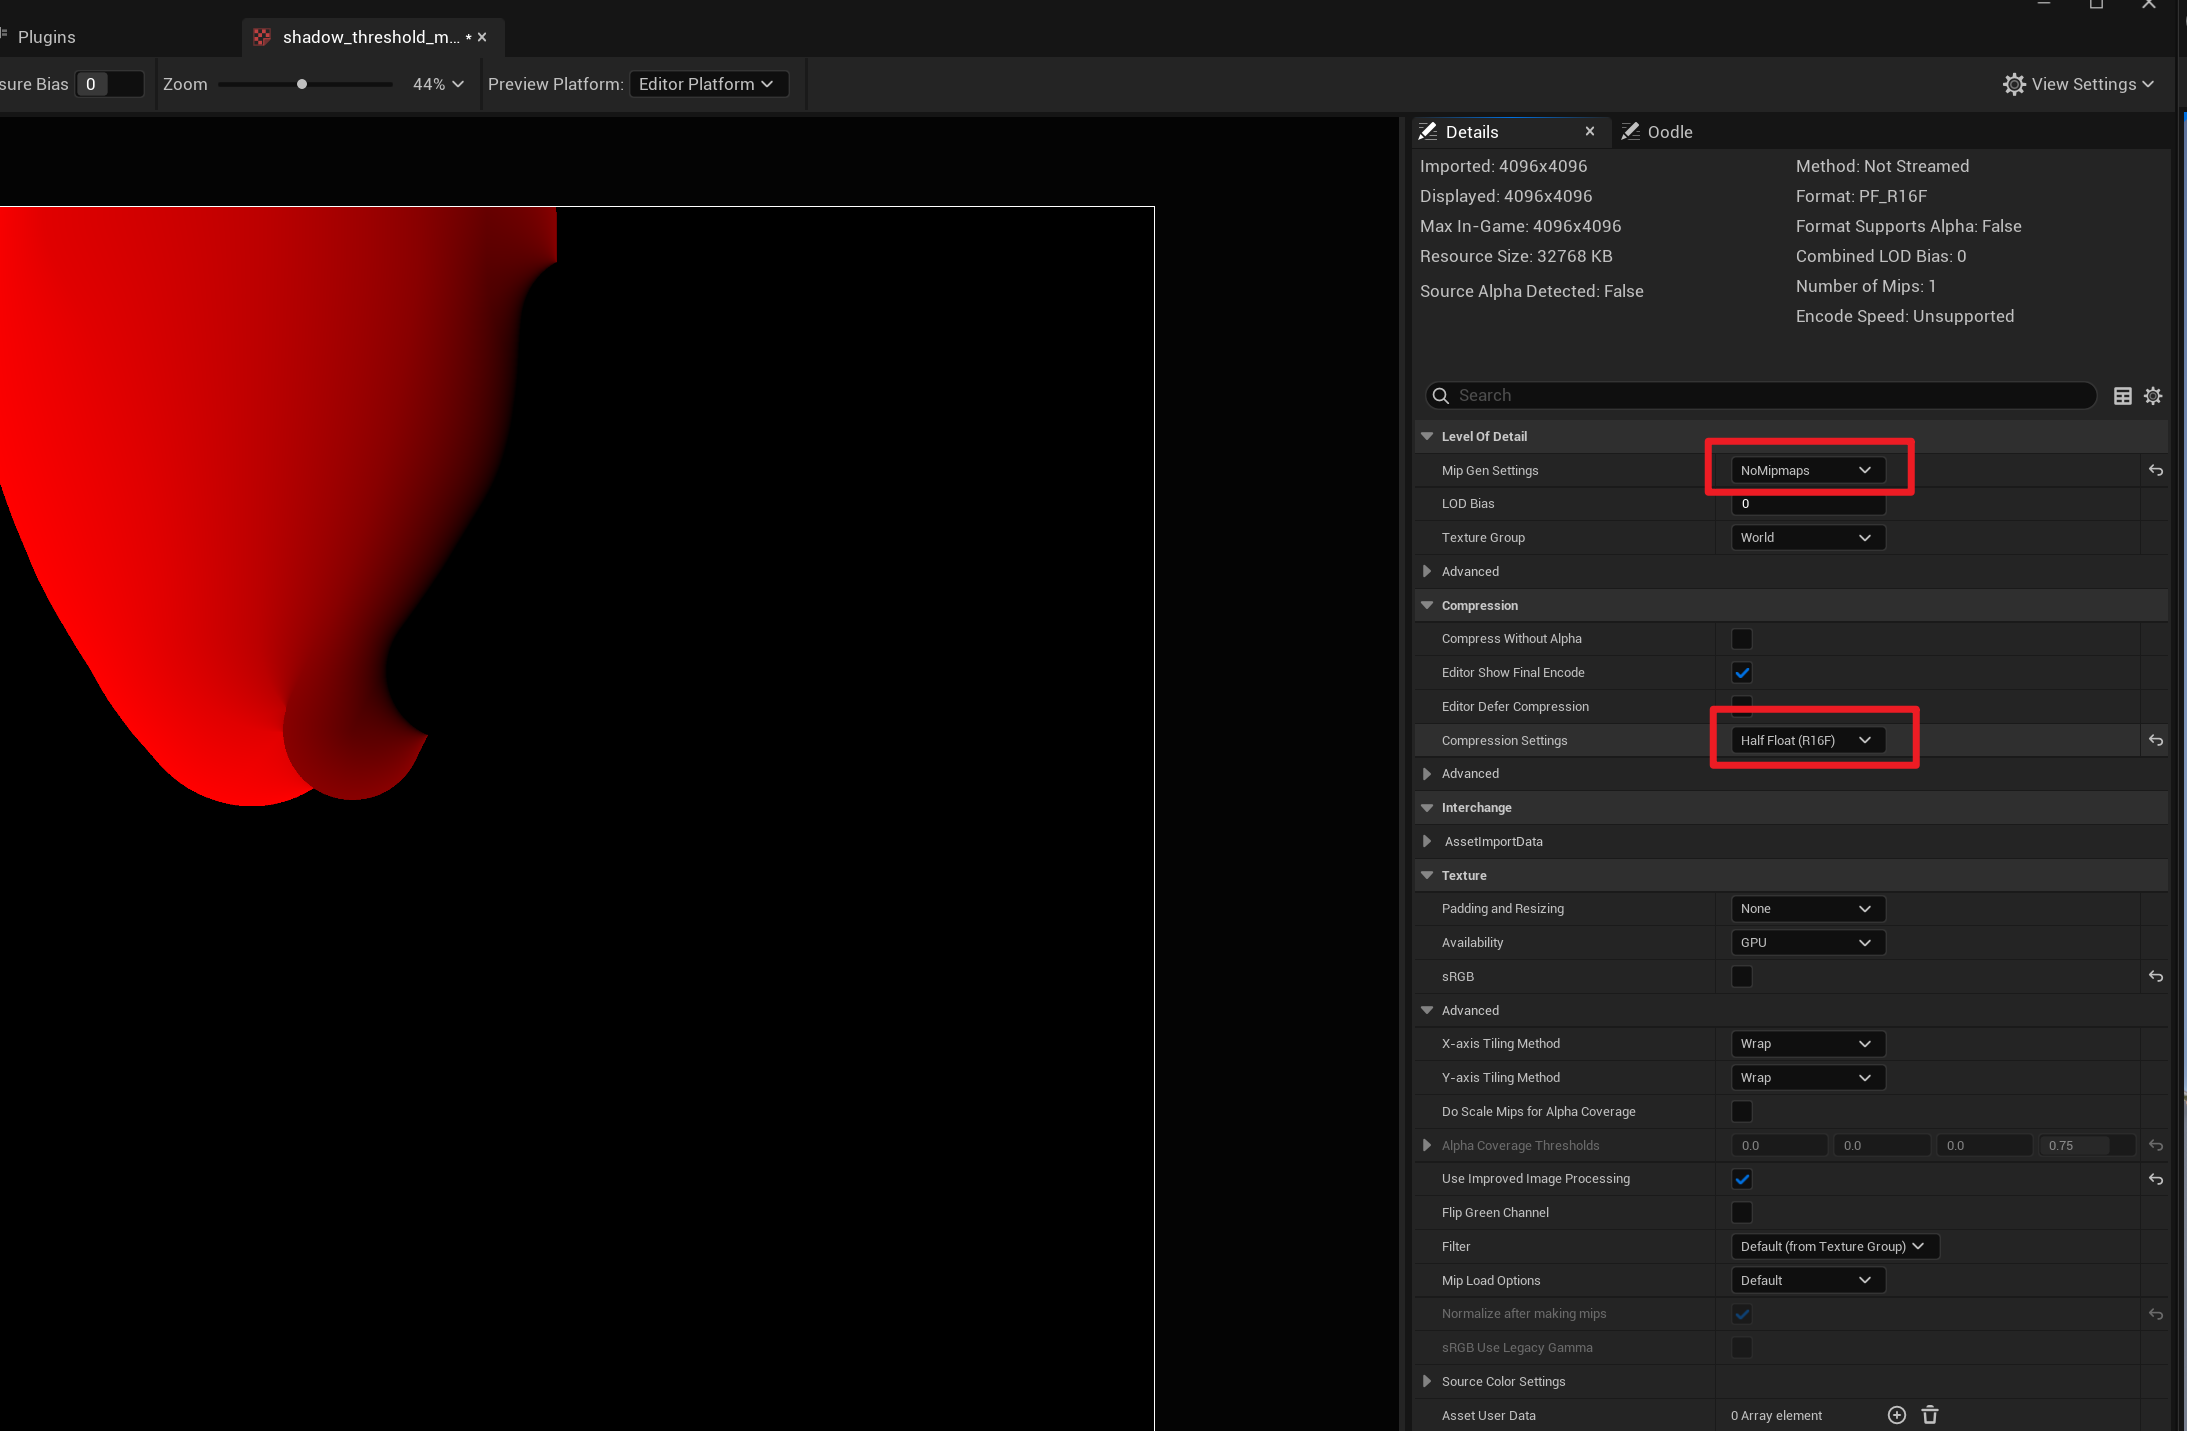 Plugins
shadow_threshold_m... *
sure Bias 0 Zoom 44% Preview Platform: Editor Platform View Settings
Details Oodle
Imported: 4096x4096
Displayed: 4096x4096
Max In-Game: 4096x4096
Resource Size: 32768 KB
Source Alpha Detected: False
Method: Not Streamed
Format: PF_R16F
Format Supports Alpha: False
Combined LOD Bias: 0
Number of Mips: 1
Encode Speed: Unsupported
Search
Level Of Detail
Mip Gen Settings NoMipmaps
LOD Bias 0
Texture Group World
Advanced
Compression
Compress Without Alpha
Editor Show Final Encode
Editor Defer Compression
Compression Settings Half Float (R16F)
Advanced
Interchange
AssetImportData
Texture
Padding and Resizing None
Availability GPU
sRGB
Advanced
X-axis Tiling Method Wrap
Y-axis Tiling Method Wrap
Do Scale Mips for Alpha Coverage
Alpha Coverage Thresholds 0.0 0.0 0.0 0.75
Use Improved Image Processing
Flip Green Channel
Filter Default (from Texture Group)
Mip Load Options Default
Normalize after making mips
sRGB Use Legacy Gamma
Source Color Settings
Asset User Data 0 Array element